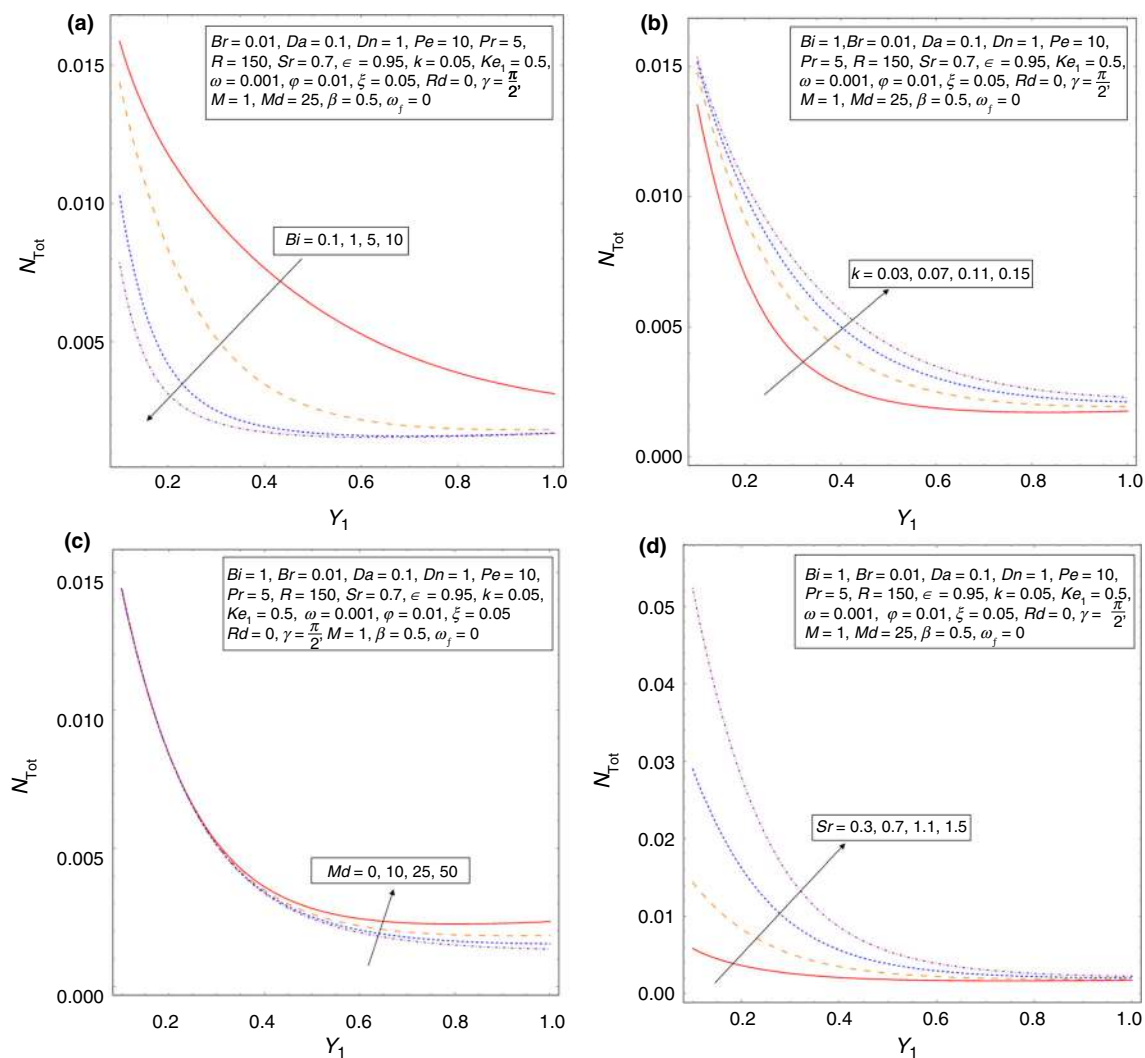 (a)
Br = 0.01, Da = 0.1, Dn = 1, Pe = 10, Pr = 5,
R = 150, Sr = 0.7, ϵ = 0.95, k = 0.05, Ke₁ = 0.5,
ω = 0.001, φ = 0.01, ξ = 0.05, Rd = 0, γ = π/2,
M = 1, Md = 25, β = 0.5, ω_f = 0
0.015
0.010
0.005
N_Tot
Bi = 0.1, 1, 5, 10
0.2 0.4 0.6 0.8 1.0
Y₁
(b)
Bi = 1,Br = 0.01, Da = 0.1, Dn = 1, Pe = 10,
Pr = 5, R = 150, Sr = 0.7, ϵ = 0.95, Ke₁ = 0.5,
ω = 0.001, φ = 0.01, ξ = 0.05, Rd = 0, γ = π/2,
M = 1, Md = 25, β = 0.5, ω_f = 0
0.015
0.010
0.005
0.000
N_Tot
k = 0.03, 0.07, 0.11, 0.15
0.2 0.4 0.6 0.8 1.0
Y₁
(c)
Bi = 1, Br = 0.01, Da = 0.1, Dn = 1, Pe = 10,
Pr = 5, R = 150, Sr = 0.7, ϵ = 0.95, k = 0.05,
Ke₁ = 0.5, ω = 0.001, φ = 0.01, ξ = 0.05
Rd = 0, γ = π/2, M = 1, β = 0.5, ω_f = 0
0.015
0.010
0.005
0.000
N_Tot
Md = 0, 10, 25, 50
0.2 0.4 0.6 0.8 1.0
Y₁
(d)
Bi = 1, Br = 0.01, Da = 0.1, Dn = 1, Pe = 10,
Pr = 5, R = 150, ϵ = 0.95, k = 0.05, Ke₁ = 0.5,
ω = 0.001, φ = 0.01, ξ = 0.05, Rd = 0, γ = π/2,
M = 1, Md = 25, β = 0.5, ω_f = 0
0.05
0.04
0.03
0.02
0.01
0.00
N_Tot
Sr = 0.3, 0.7, 1.1, 1.5
0.2 0.4 0.6 0.8 1.0
Y₁